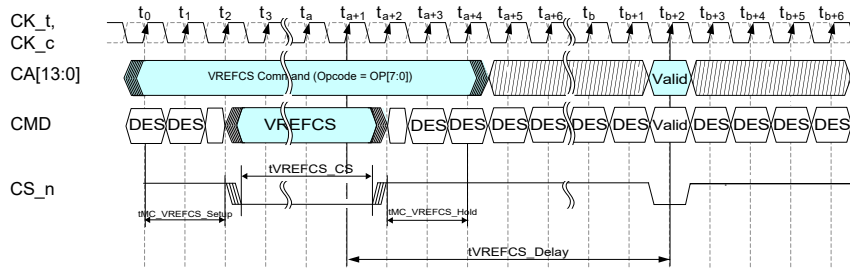 CK_t, t0 t1 t2 t3 ta ta+1 ta+2 ta+3 ta+4 ta+5 ta+6 tb tb+1 tb+2 tb+3 tb+4 tb+5 tb+6
CK_c
CA[13:0] VREFCS Command (Opcode = OP[7:0]) Valid
CMD DES DES VREFCS DES DES DES DES DES DES Valid DES DES DES DES
tVREFCS_CS
CS_n
tMC_VREFCS_Setup tMC_VREFCS_Hold
tVREFCS_Delay